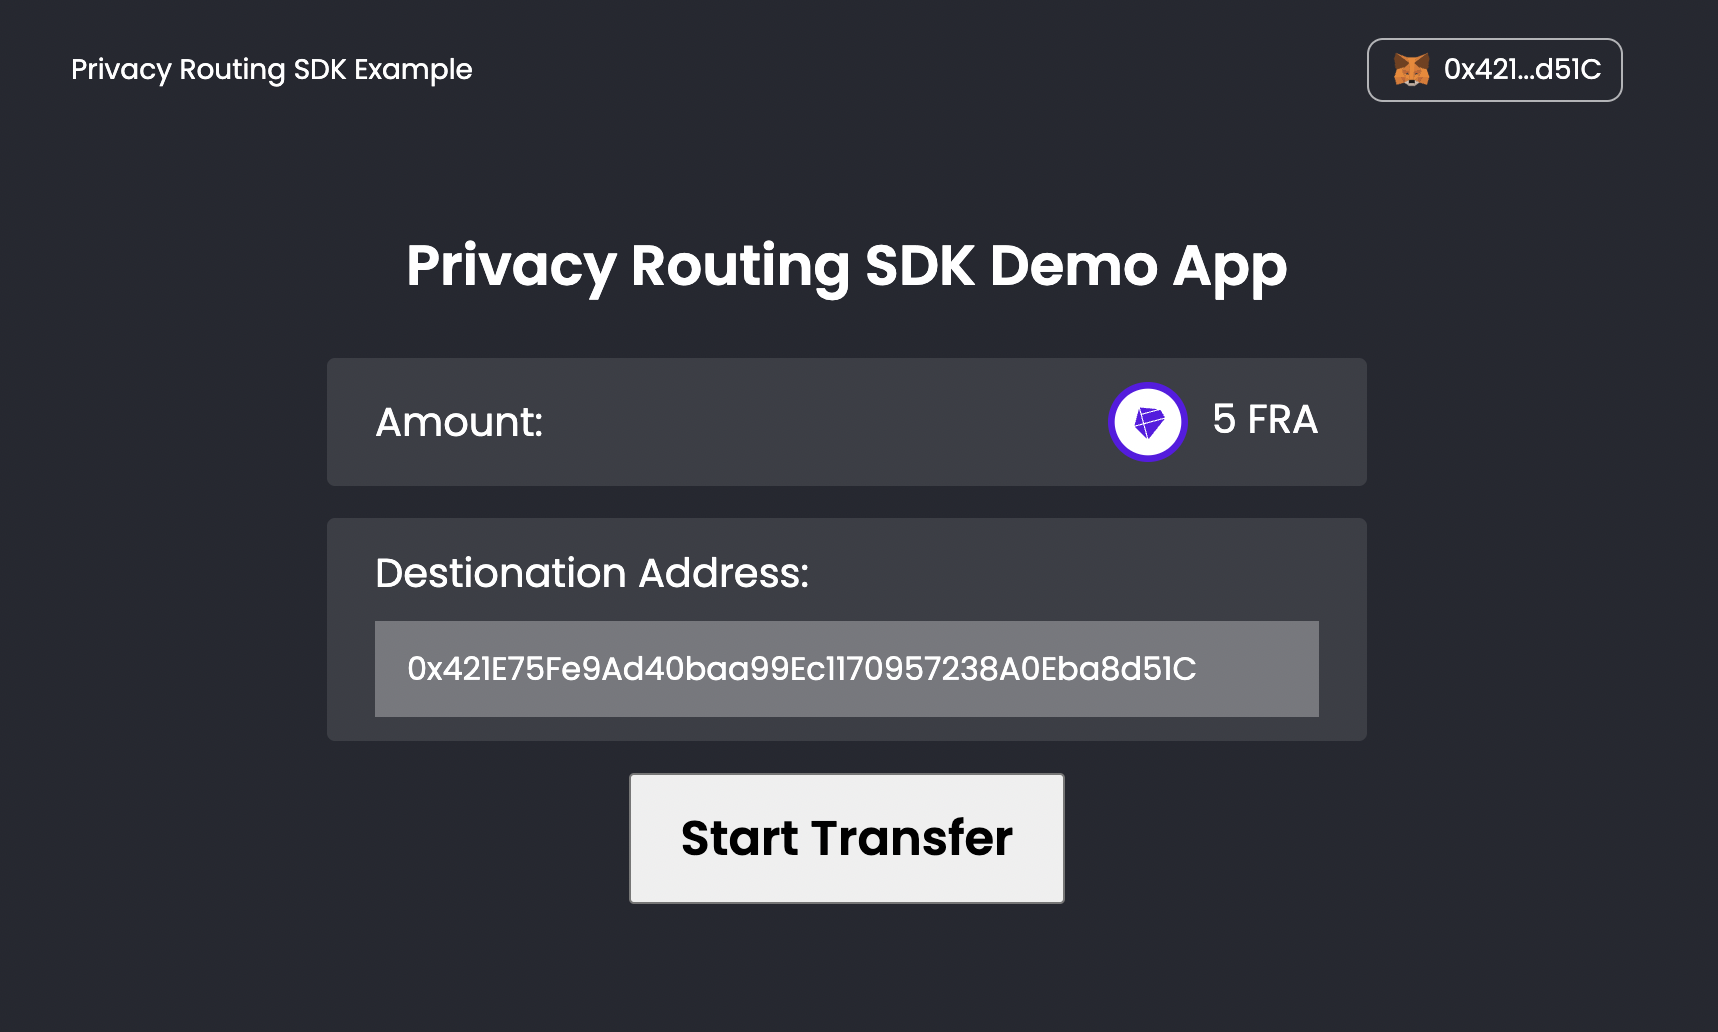 Privacy Routing SDK Example
0x421...d51C
Privacy Routing SDK Demo App
Amount:
5 FRA
Destionation Address:
0x421E75Fe9Ad40baa99Ec1170957238A0Eba8d51C
Start Transfer